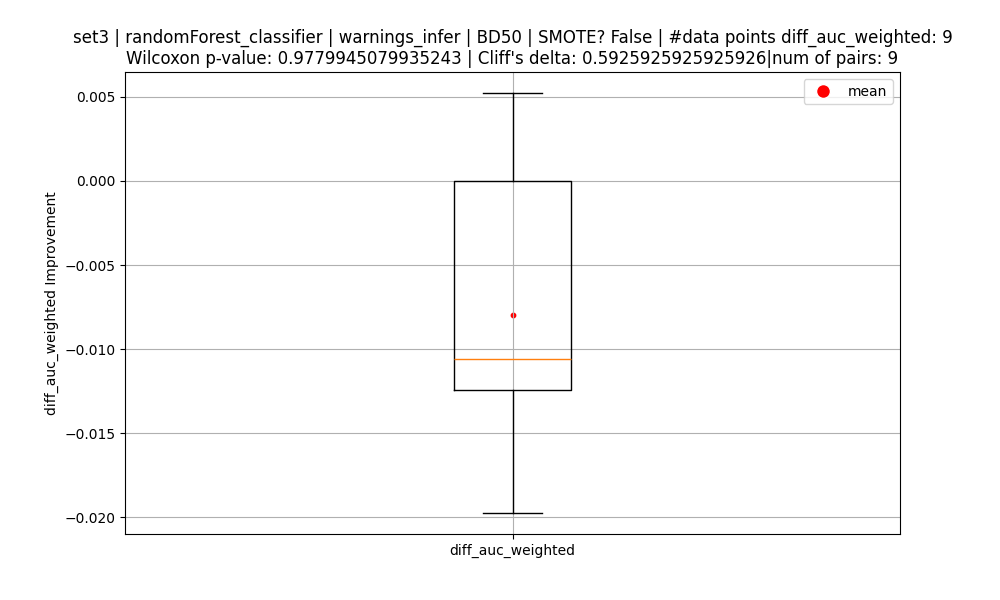 set3 | randomForest_classifier | warnings_infer | BD50 | SMOTE? False | #data points diff_auc_weighted: 9
Wilcoxon p-value: 0.9779945079935243 | Cliff's delta: 0.5925925925925926|num of pairs: 9
mean
0.005
0.000
−0.005
−0.010
−0.015
−0.020
diff_auc_weighted Improvement
diff_auc_weighted